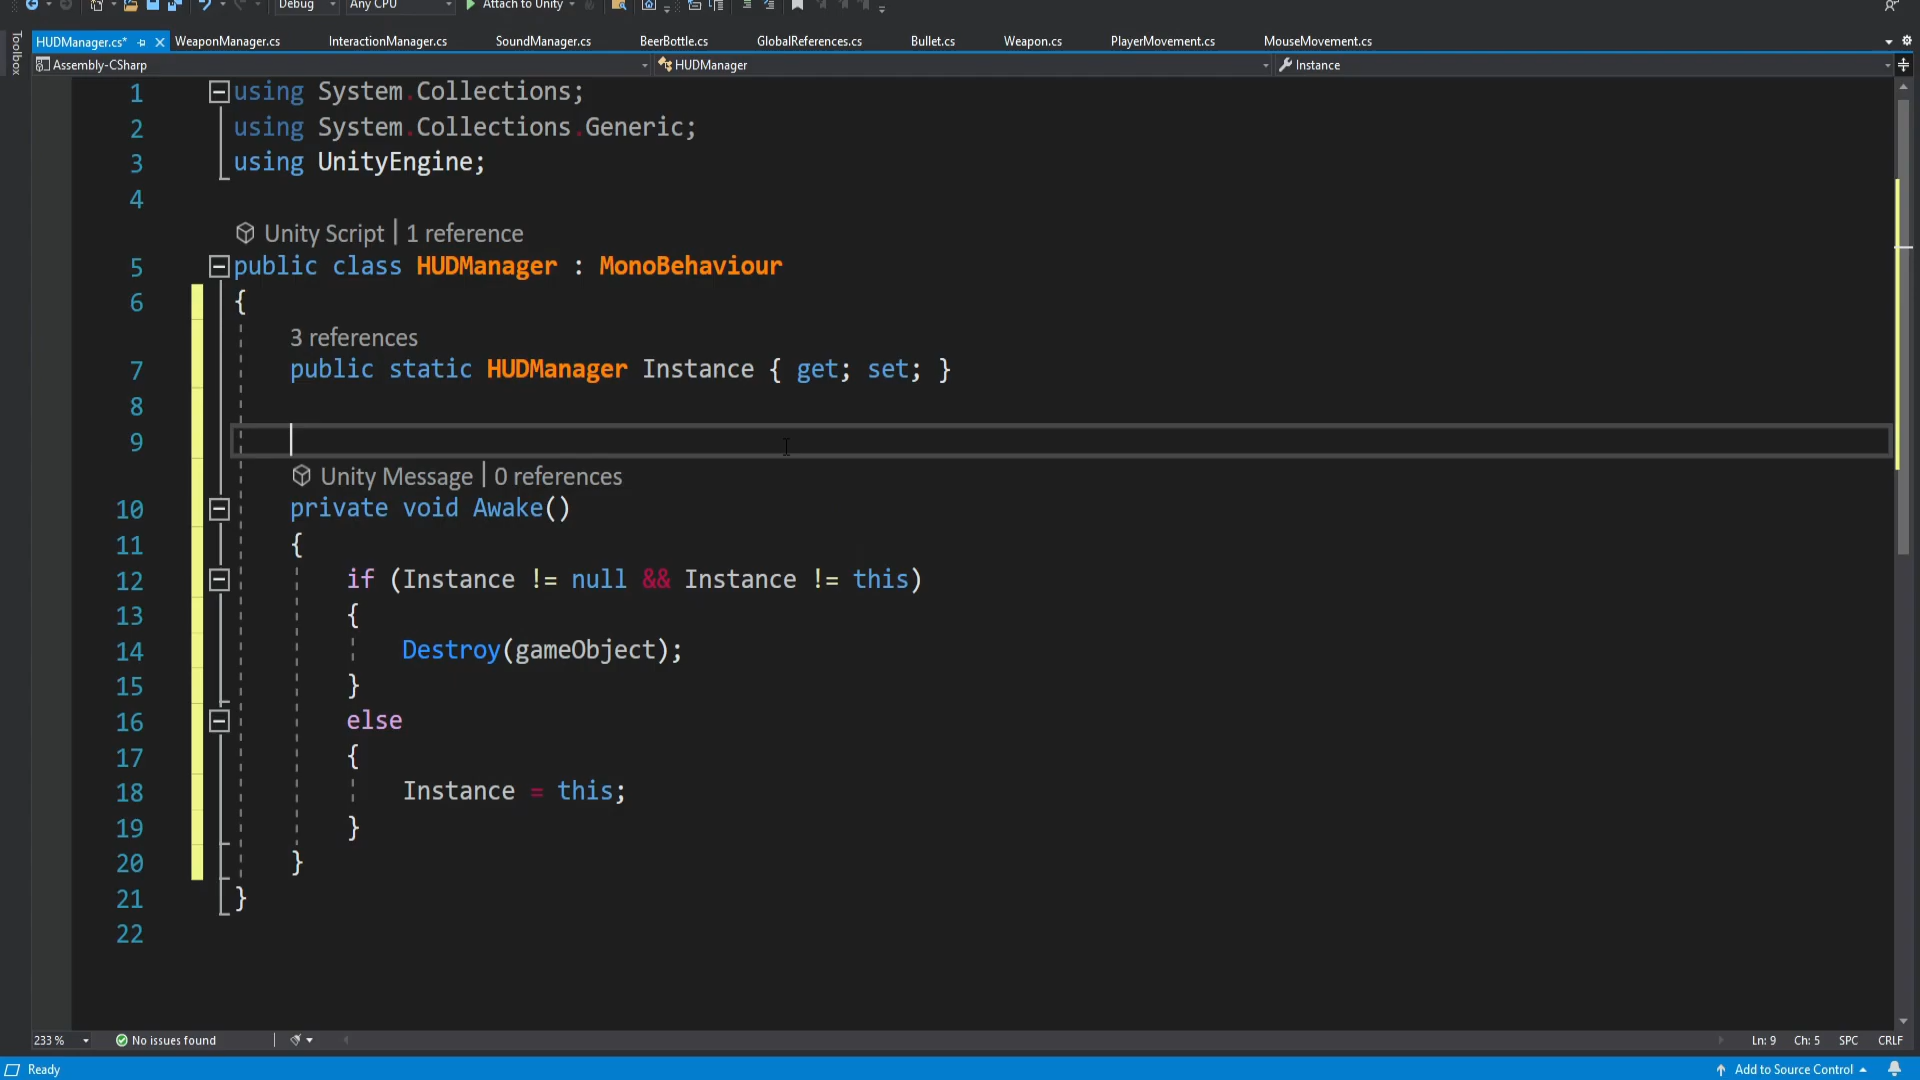 Debug Any CPU Attach to Unity
HUDManager.cs* WeaponManager.cs InteractionManager.cs SoundManager.cs BeerBottle.cs GlobalReferences.cs Bullet.cs Weapon.cs PlayerMovement.cs MouseMovement.cs
Toolbox
Assembly-CSharp HUDManager Instance
1 using System.Collections;
2 using System.Collections.Generic;
3 using UnityEngine;
4
Unity Script | 1 reference
5 public class HUDManager : MonoBehaviour
6 {
3 references
7 public static HUDManager Instance { get; set; }
8
9
Unity Message | 0 references
10 private void Awake()
11 {
12 if (Instance != null && Instance != this)
13 {
14 Destroy(gameObject);
15 }
16 else
17 {
18 Instance = this;
19 }
20 }
21 }
22
233 % No issues found Ln: 9 Ch: 5 SPC CRLF
Ready Add to Source Control